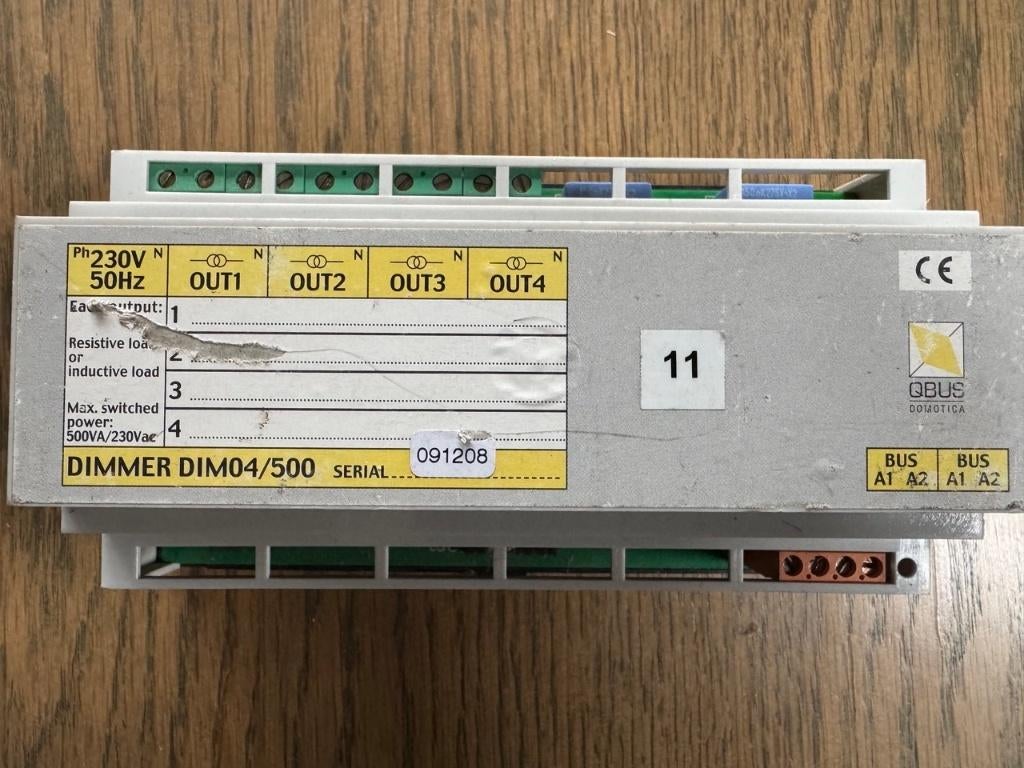 Ph 230V N
50Hz
N
OUT1
N
OUT2
N
OUT3
N
OUT4
output:
1
Resistive
or
inductive load
2
3
Max. switched
power:
500VA/230Vac
4
DIMMER DIM04/500 SERIAL
091208
11
CE
QBUS
DOMOTICA
BUS
A1 A2
BUS
A1 A2